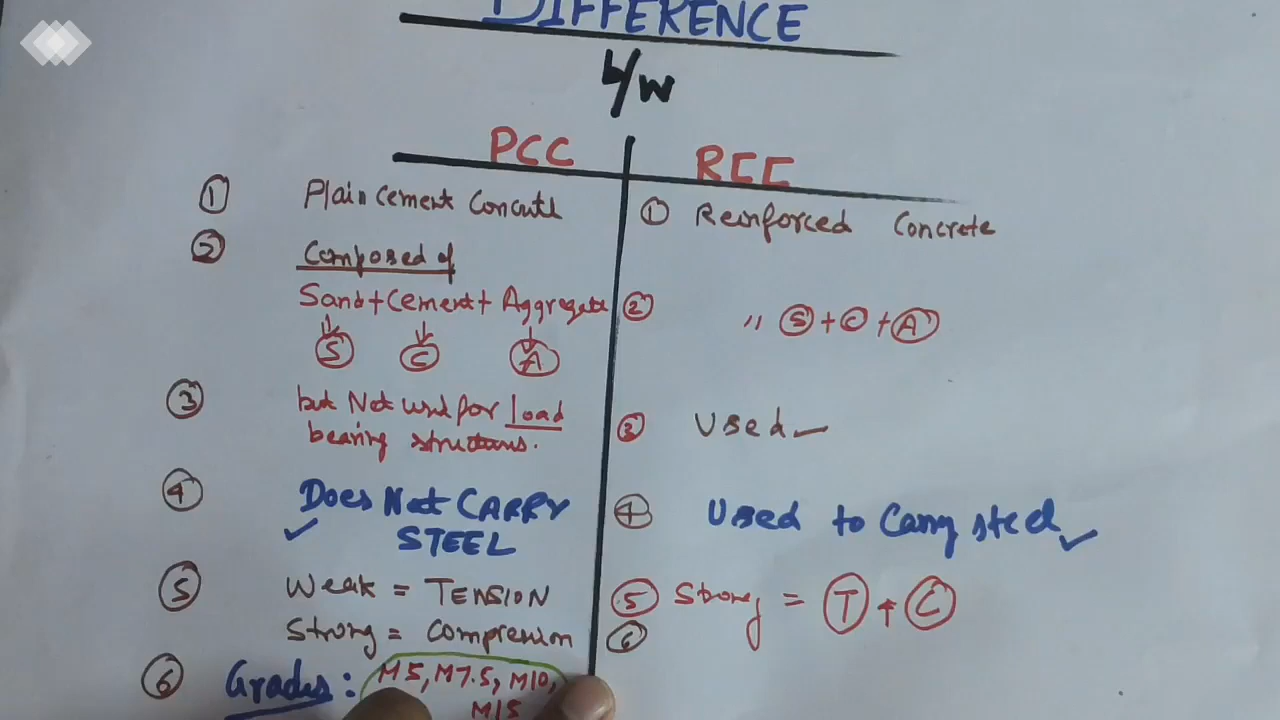 DIFFERENCE
b/w
PCC
RCC
① Plain cement Concrete
① Reinforced Concrete
② Composed of
Sand + Cement + Aggregate
S C A
② 〃 S + C + A
③ but Not used for load
bearing structures.
③ Used ✓
④ Does Not CARRY
STEEL ✓
④ Used to Carry steel ✓
⑤ Weak = TENSION
Strong = Compression
⑤ Strong = T + C
⑥ Grades: M5, M7.5, M10,
M15
⑥